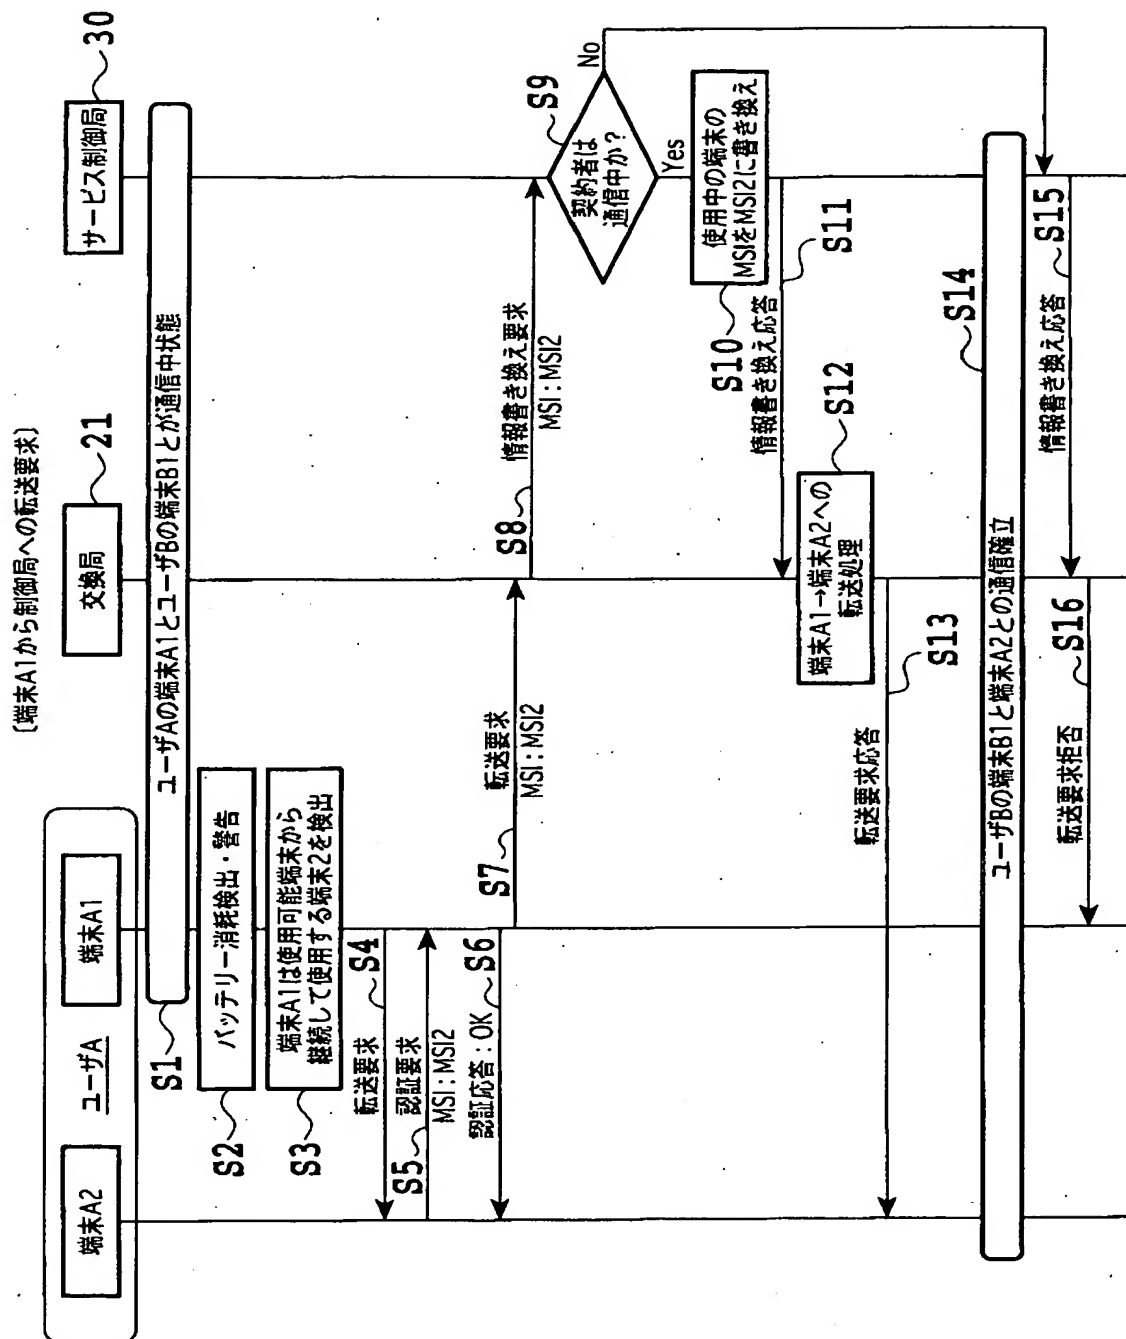 〔端末A1から制御局への転送要求〕
ユーザA
端末A2
端末A1
交換局
21
サービス制御局
30
S1
ユーザAの端末A1とユーザBの端末B1とが通信中状態
S2
バッテリー消耗検出・警告
S3
端末A1は使用可能端末から
継続して使用する端末2を検出
転送要求
S4
S5
認証要求
MSI:MSI2
認証応答:OK
S6
S7
転送要求
MSI:MSI2
S8
情報書き換え要求
MSI:MSI2
S9
契約者は
通信中か?
No
Yes
S10
使用中の端末の
MSIをMSI2に書き換え
情報書き換え応答
S11
S12
端末A1→端末A2への
転送処理
転送要求応答
S13
S14
ユーザBの端末B1と端末A2との通信確立
情報書き換え応答
S15
転送要求拒否
S16